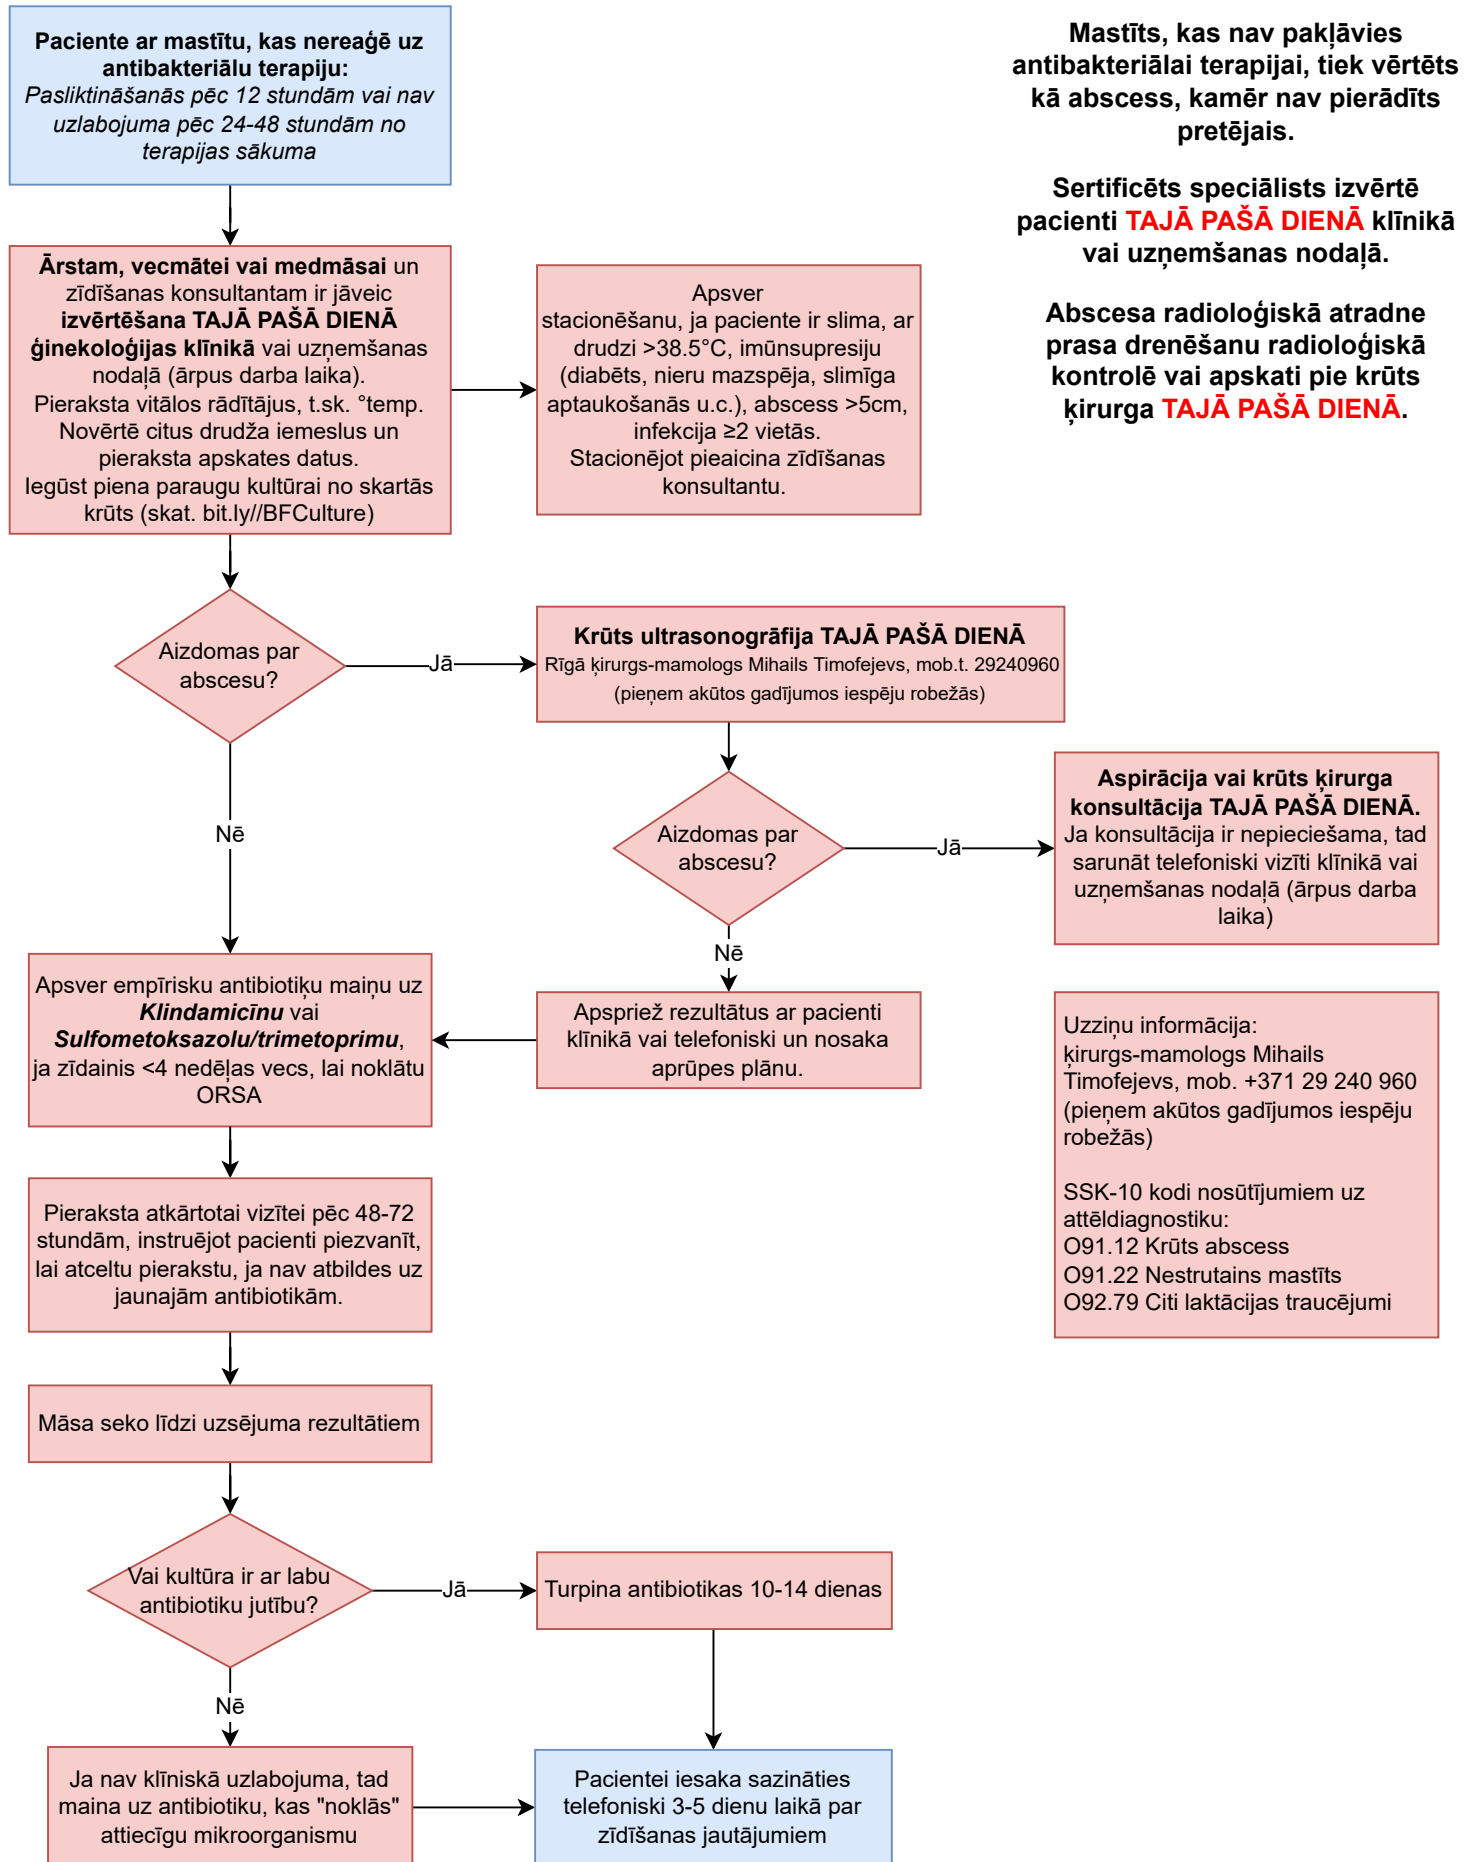 Paciente ar mastītu, kas nereaģē uz
antibakteriālu terapiju:
Pasliktināšanās pēc 12 stundām vai nav
uzlabojuma pēc 24-48 stundām no
terapijas sākuma
Mastīts, kas nav pakļāvies
antibakteriālai terapijai, tiek vērtēts
kā abscess, kamēr nav pierādīts
pretējais.
Sertificēts speciālists izvērtē
pacienti TAJĀ PAŠĀ DIENĀ klīnikā
vai uzņemšanas nodaļā.
Abscesa radioloģiskā atradne
prasa drenēšanu radioloģiskā
kontrolē vai apskati pie krūts
ķirurga TAJĀ PAŠĀ DIENĀ.
Ārstam, vecmātei vai medmāsai un
zīdīšanas konsultantam ir jāveic
izvērtēšana TAJĀ PAŠĀ DIENĀ
ģinekoloģijas klīnikā vai uzņemšanas
nodaļā (ārpus darba laika).
Pieraksta vitālos rādītājus, t.sk. °temp.
Novērtē citus drudža iemeslus un
pieraksta apskates datus.
Iegūst piena paraugu kultūrai no skartās
krūts (skat. bit.ly//BFCulture)
Apsver
stacionēšanu, ja paciente ir slima, ar
drudzi >38.5°C, imūnsupresiju
(diabēts, nieru mazspēja, slimīga
aptaukošanās u.c.), abscess >5cm,
infekcija ≥2 vietās.
Stacionējot pieaicina zīdīšanas
konsultantu.
Aizdomas par
abscesu?
Jā
Krūts ultrasonogrāfija TAJĀ PAŠĀ DIENĀ
Rīgā ķirurgs-mamologs Mihails Timofejevs, mob.t. 29240960
(pieņem akūtos gadījumos iespēju robežās)
Nē
Aizdomas par
abscesu?
Jā
Aspirācija vai krūts ķirurga
konsultācija TAJĀ PAŠĀ DIENĀ.
Ja konsultācija ir nepieciešama, tad
sarunāt telefoniski vizīti klīnikā vai
uzņemšanas nodaļā (ārpus darba
laika)
Nē
Apspriež rezultātus ar pacienti
klīnikā vai telefoniski un nosaka
aprūpes plānu.
Apsver empīrisku antibiotiķu maiņu uz
Klindamicīnu vai
Sulfometoksazolu/trimetoprimu,
ja zīdainis <4 nedēļas vecs, lai noklātu
ORSA
Uzziņu informācija:
ķirurgs-mamologs Mihails
Timofejevs, mob. +371 29 240 960
(pieņem akūtos gadījumos iespēju
robežās)
SSK-10 kodi nosūtījumiem uz
attēldiagnostiku:
O91.12 Krūts abscess
O91.22 Nestrutains mastīts
O92.79 Citi laktācijas traucējumi
Pieraksta atkārtotai vizītei pēc 48-72
stundām, instruējot pacienti piezvanīt,
lai atceltu pierakstu, ja nav atbildes uz
jaunajām antibiotikām.
Māsa seko līdzi uzsējuma rezultātiem
Vai kultūra ir ar labu
antibiotiku jutību?
Jā
Turpina antibiotikas 10-14 dienas
Nē
Ja nav klīniskā uzlabojuma, tad
maina uz antibiotiku, kas "noklās"
attiecīgu mikroorganismu
Pacientei iesaka sazināties
telefoniski 3-5 dienu laikā par
zīdīšanas jautājumiem